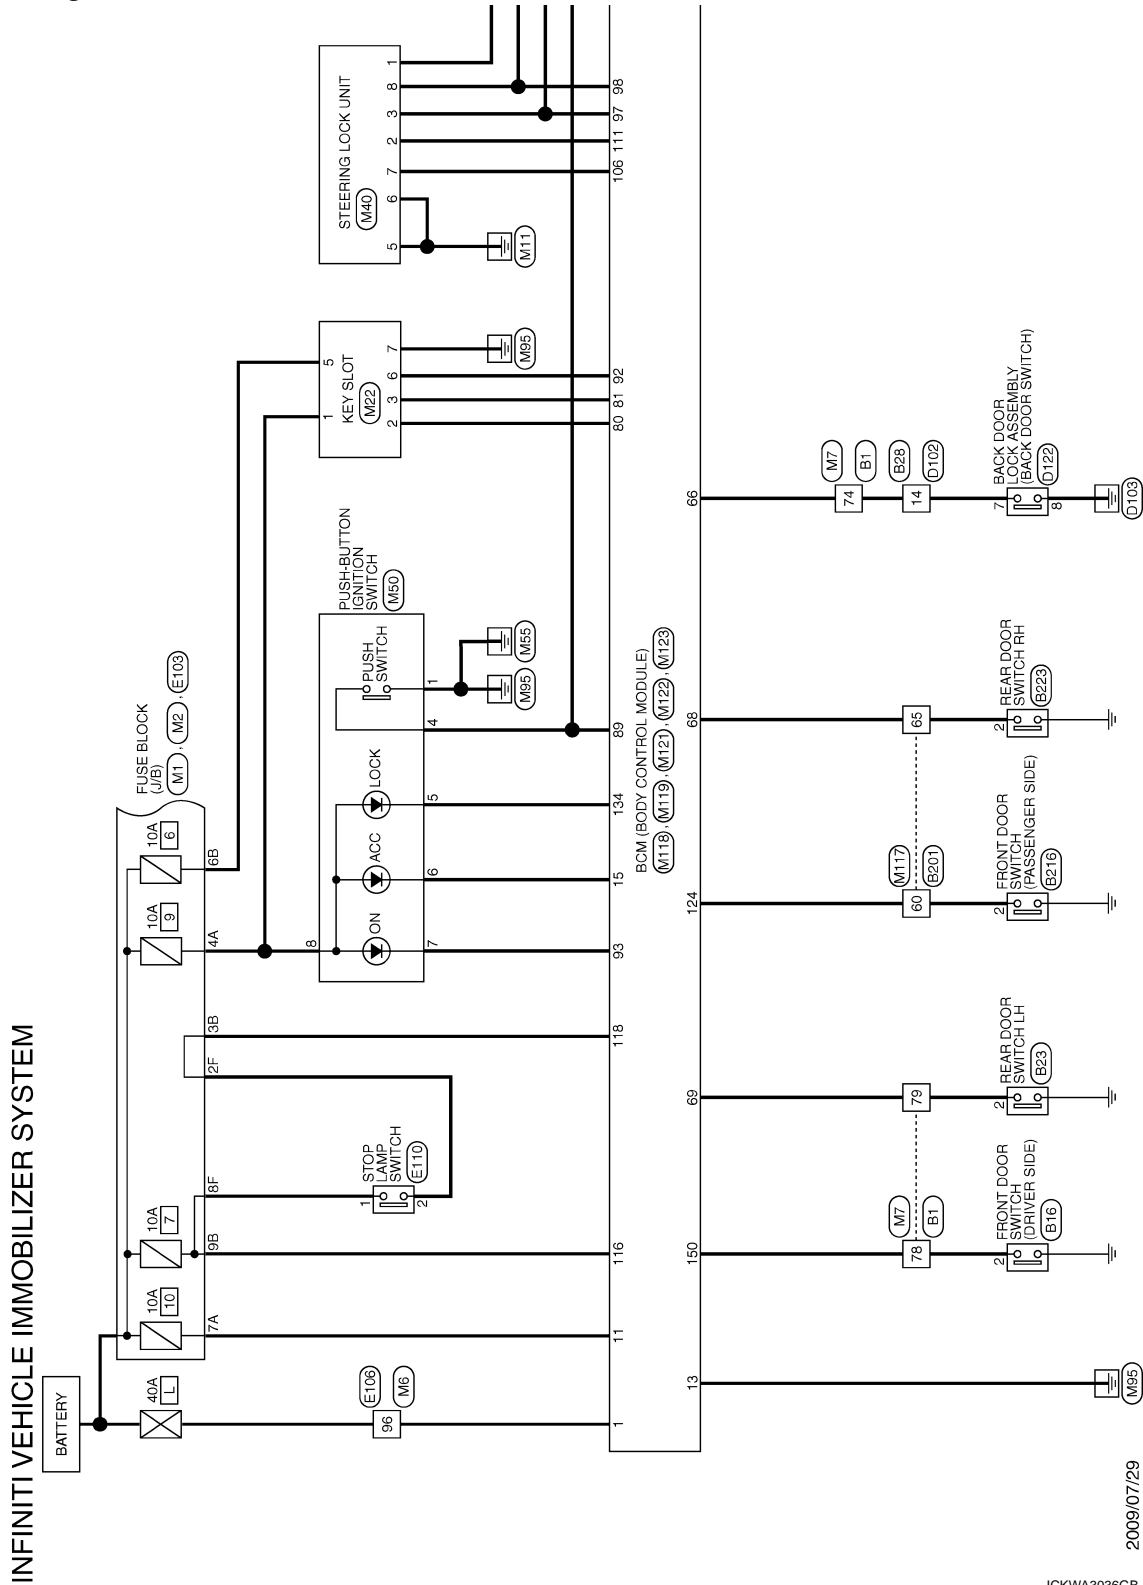 INFINITI VEHICLE IMMOBILIZER SYSTEM
BATTERY
40A
L
E106
M6
96
1
FUSE BLOCK
(J/B)
M1 , M2 , E103
10A
10
7A
11
10A
7
9B
116
8F
1
STOP
LAMP
SWITCH
E110
2
2F
3B
118
10A
9
4A
10A
6
6B
PUSH-BUTTON
IGNITION
SWITCH
M50
8
ON
ACC
LOCK
PUSH
SWITCH
7
6
5
4
1
93
15
134
89
M95
M55
KEY SLOT
M22
1
5
2
3
6
7
80
81
92
M95
STEERING LOCK UNIT
M40
5
6
7
2
3
8
1
M11
106
111
97
98
BCM (BODY CONTROL MODULE)
M118 , M119 , M121 , M122 , M123
13
M95
150
M7
B1
78
2
FRONT DOOR
SWITCH
(DRIVER SIDE)
B16
69
79
2
REAR DOOR
SWITCH LH
B23
124
M117
B201
60
2
FRONT DOOR
SWITCH
(PASSENGER SIDE)
B216
68
65
2
REAR DOOR
SWITCH RH
B223
66
M7
B1
74
B28
D102
14
7
BACK DOOR
LOCK ASSEMBLY
(BACK DOOR SWITCH)
D122
8
D103
2009/07/29